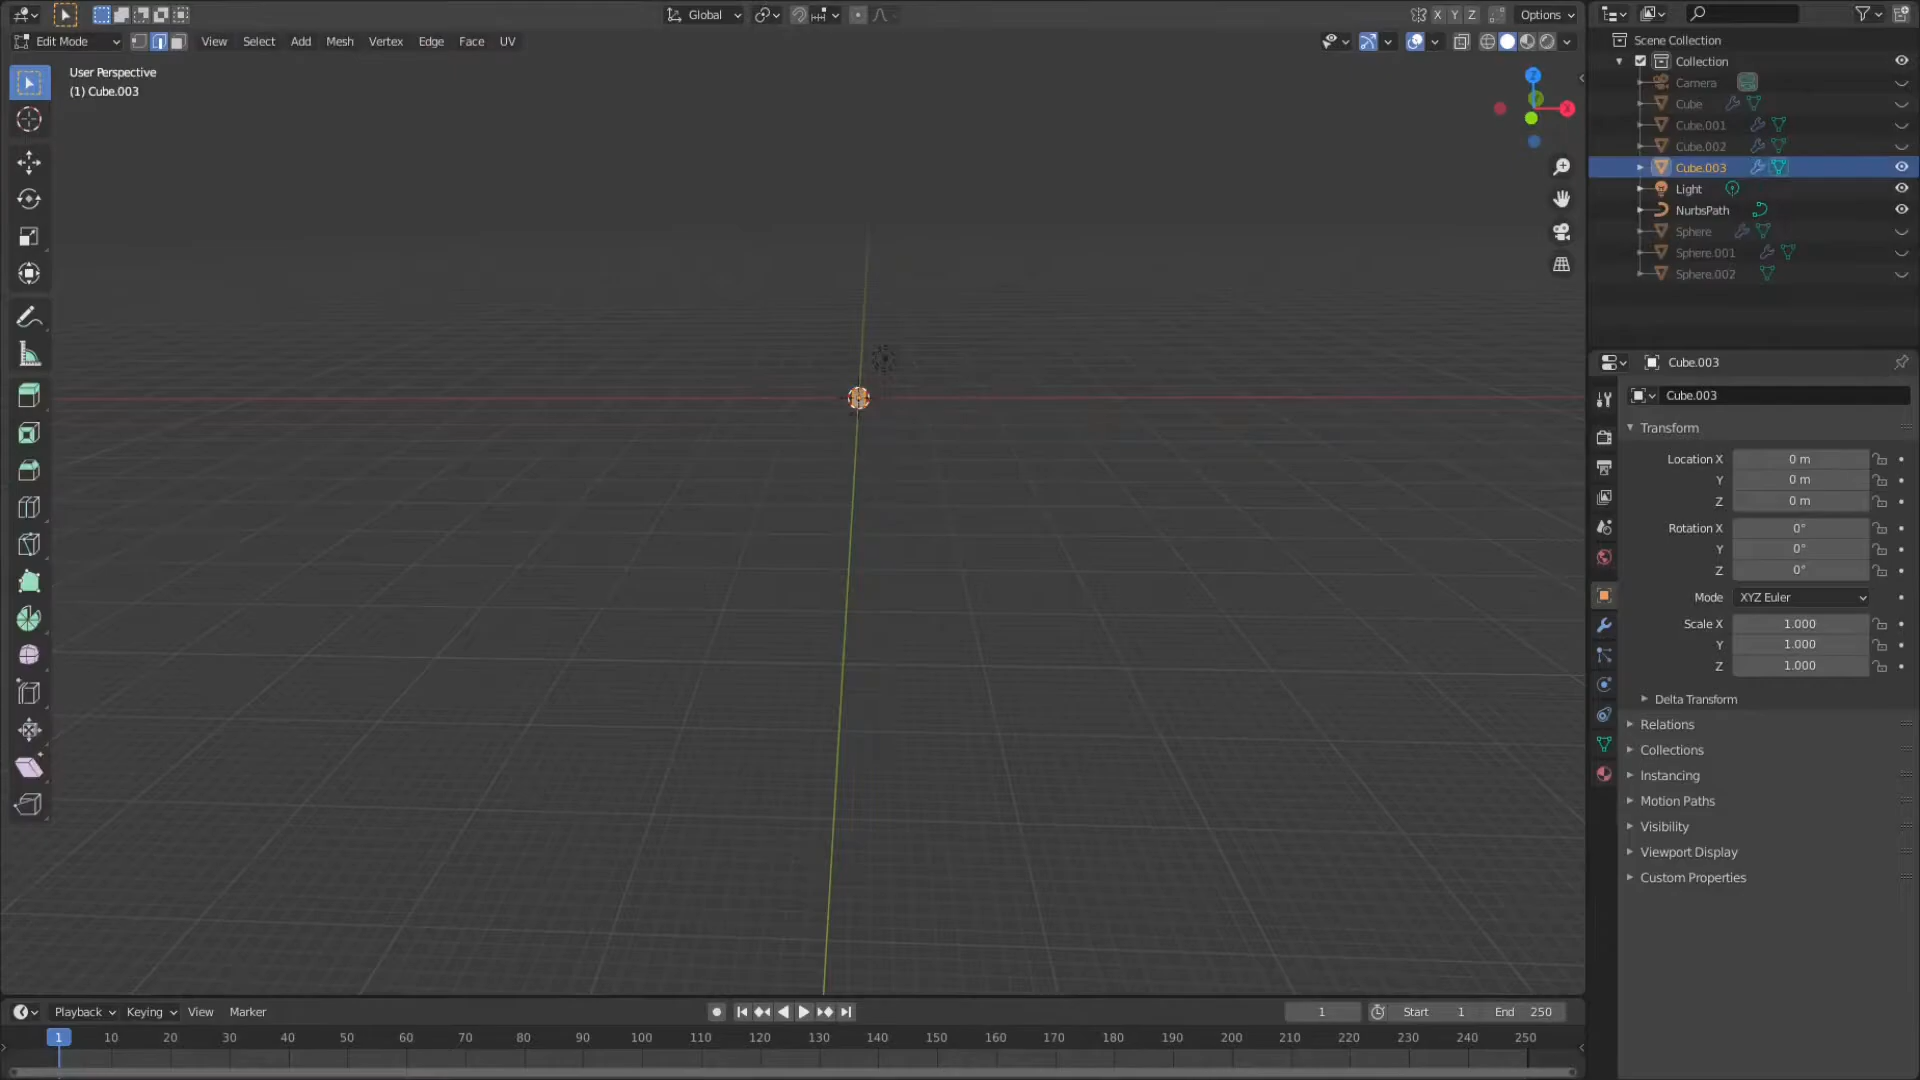 Global
X Y Z
Options
Edit Mode
View Select Add Mesh Vertex Edge Face UV
User Perspective
(1) Cube.003
Z
X
Scene Collection
Collection
Camera
Cube
Cube.001
Cube.002
Cube.003
Light
NurbsPath
Sphere
Sphere.001
Sphere.002
Cube.003
Cube.003
Transform
Location X 0 m
Y 0 m
Z 0 m
Rotation X 0°
Y 0°
Z 0°
Mode XYZ Euler
Scale X 1.000
Y 1.000
Z 1.000
Delta Transform
Relations
Collections
Instancing
Motion Paths
Visibility
Viewport Display
Custom Properties
Playback Keying View Marker
1 Start 1 End 250
1 10 20 30 40 50 60 70 80 90 100 110 120 130 140 150 160 170 180 190 200 210 220 230 240 250